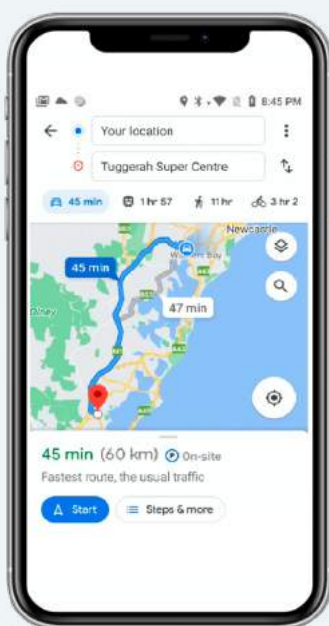 8:45 PM
Your location
Tuggerah Super Centre
45 min 1 hr 57 11 hr 3 hr 2
Newcastle
45 min
47 min
Olney
45 min (60 km) P On-site
Fastest route, the usual traffic
Start Steps & more